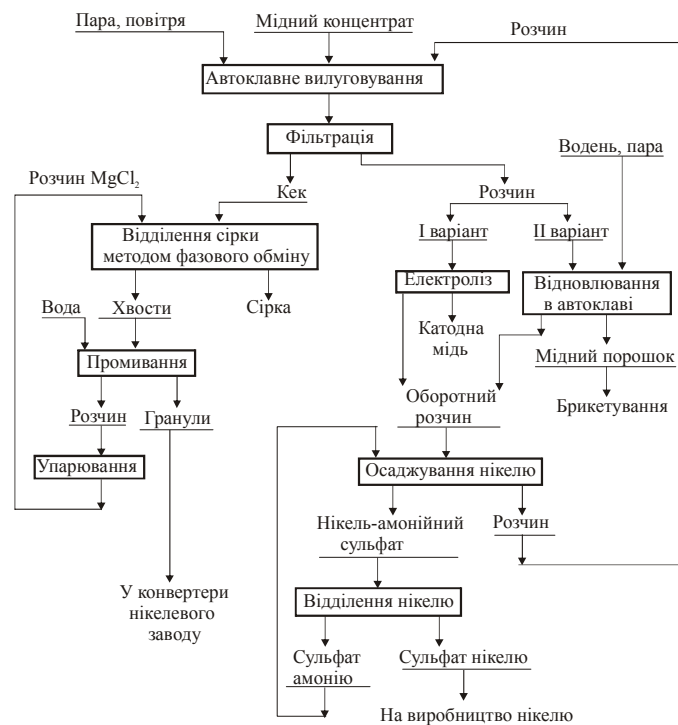 Пара, повітря
Мідний концентрат
Розчин
Автоклавне вилуговування
Фільтрація
Водень, пара
Розчин MgCl₂
Кек
Розчин
Відділення сірки
методом фазового обміну
І варіант
ІІ варіант
Електроліз
Відновлювання
в автоклаві
Вода
Хвости
Сірка
Катодна
мідь
Промивання
Мідний порошок
Розчин
Гранули
Оборотний
розчин
Брикетування
Упарювання
Осаджування нікелю
Нікель-амонійний
сульфат
Розчин
У конвертери
нікелевого
заводу
Відділення нікелю
Сульфат
амонію
Сульфат нікелю
На виробництво нікелю